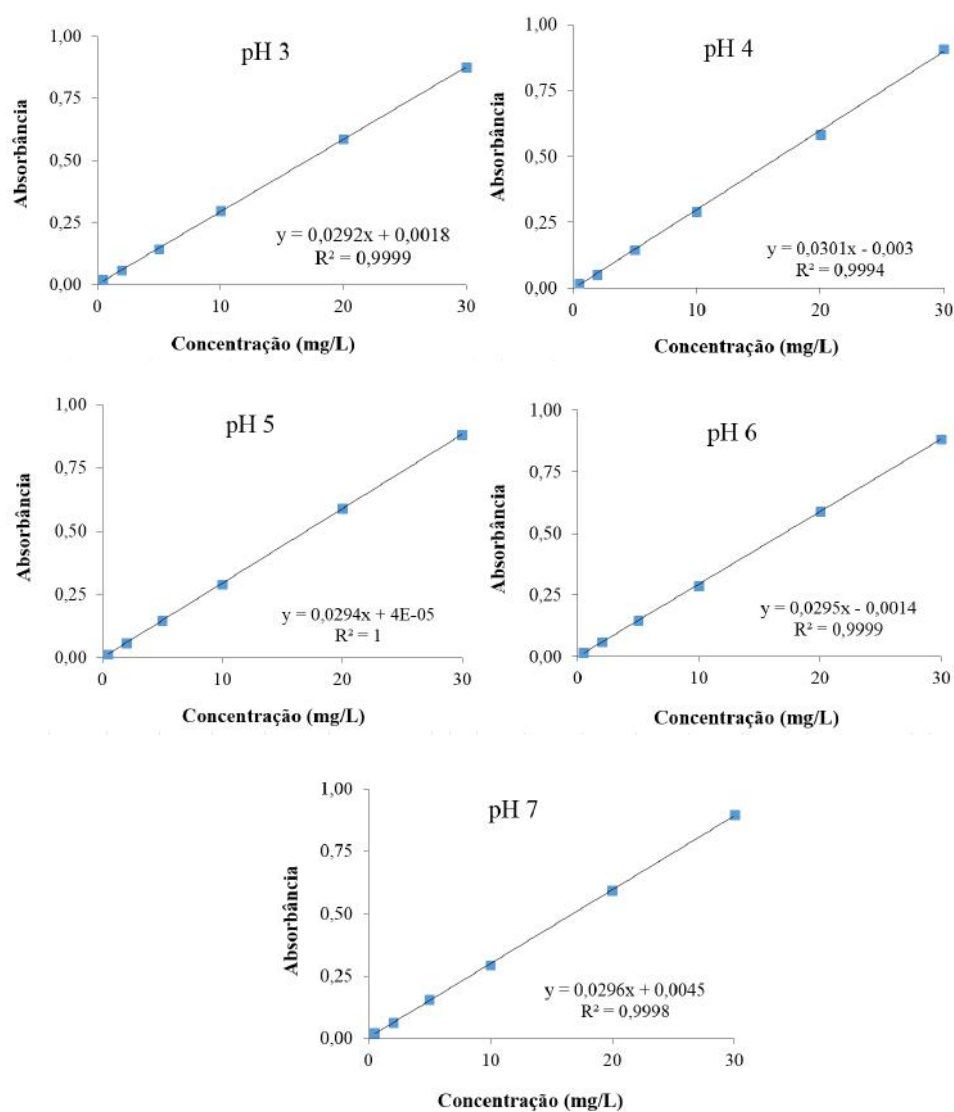 pH 3
1,00
0,75
0,50
0,25
0,00
Absorbância
y = 0,0292x + 0,0018
R² = 0,9999
0
10
20
30
Concentração (mg/L)
pH 4
1,00
0,75
0,50
0,25
0,00
Absorbância
y = 0,0301x - 0,003
R² = 0,9994
0
10
20
30
Concentração (mg/L)
pH 5
1,00
0,75
0,50
0,25
0,00
Absorbância
y = 0,0294x + 4E-05
R² = 1
0
10
20
30
Concentração (mg/L)
pH 6
1,00
0,75
0,50
0,25
0,00
Absorbância
y = 0,0295x - 0,0014
R² = 0,9999
0
10
20
30
Concentração (mg/L)
pH 7
1,00
0,75
0,50
0,25
0,00
Absorbância
y = 0,0296x + 0,0045
R² = 0,9998
0
10
20
30
Concentração (mg/L)